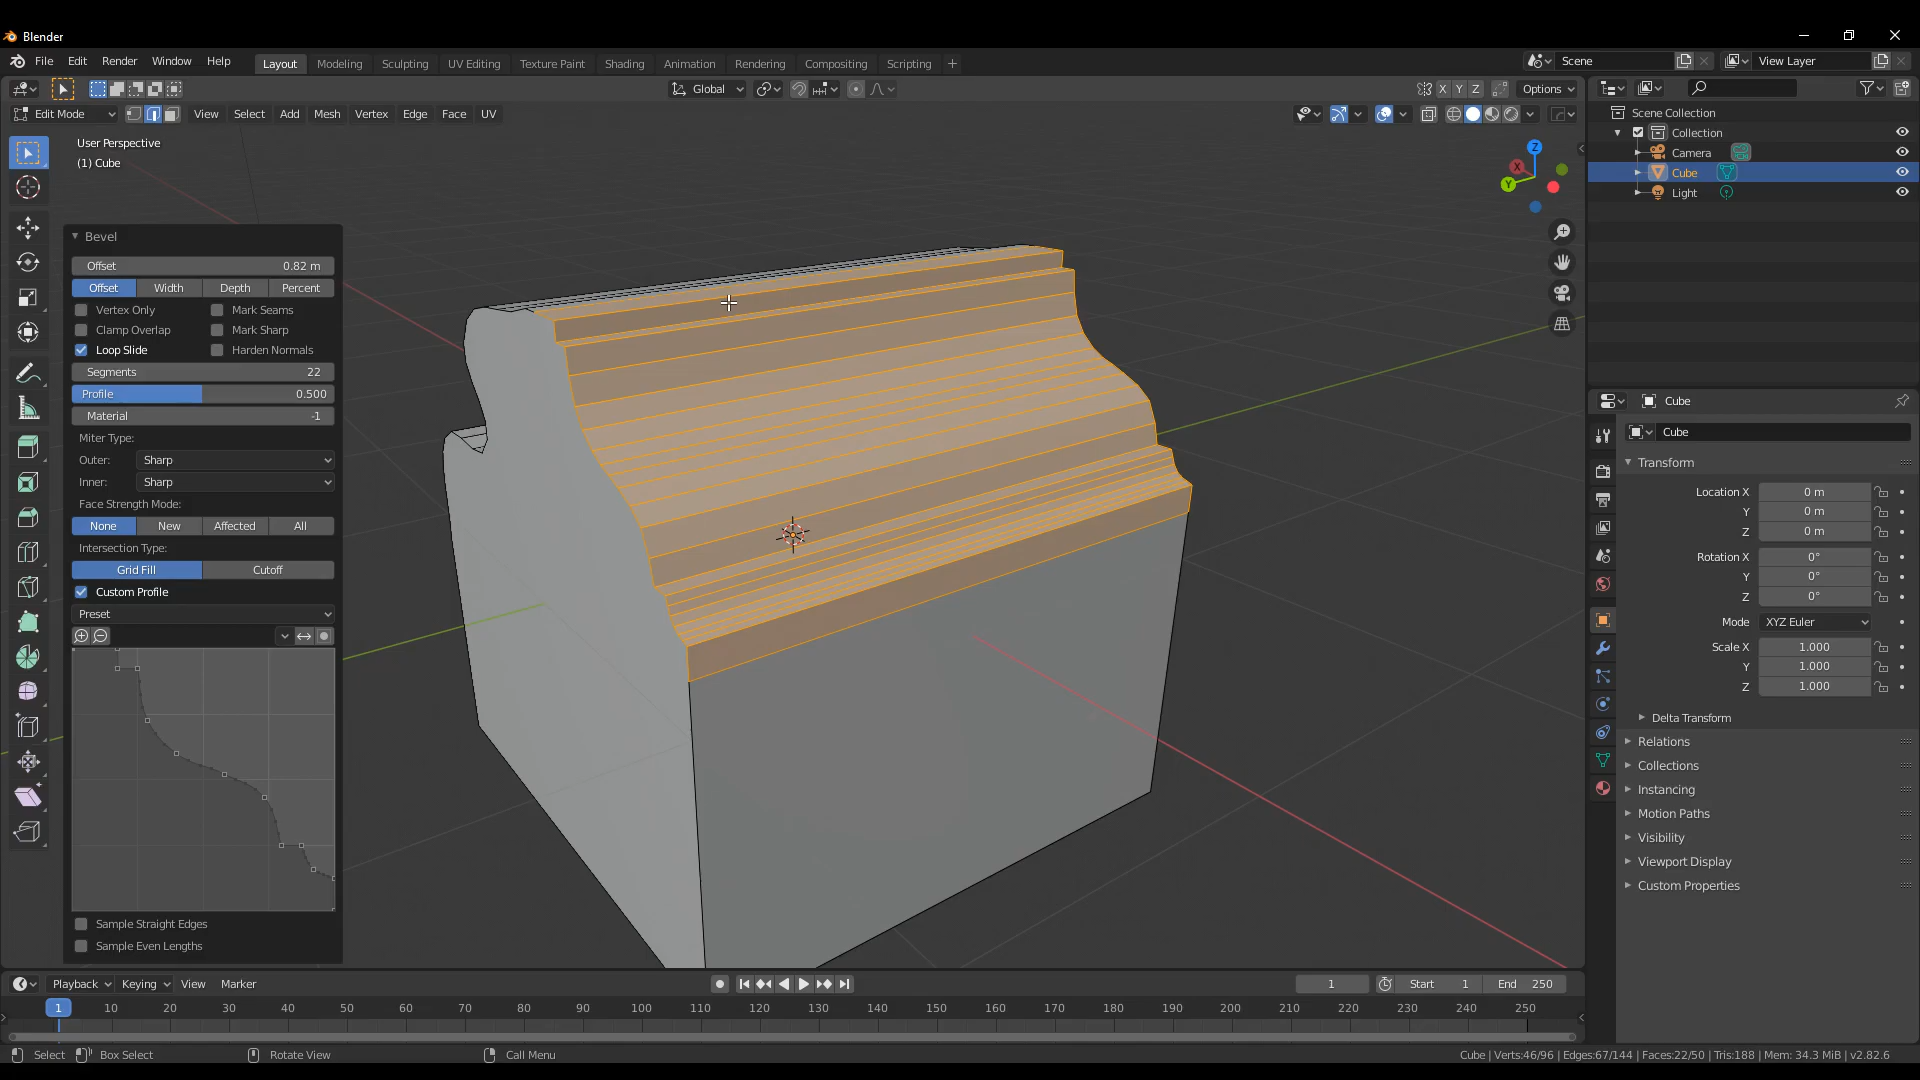 Blender
File Edit Render Window Help Layout Modeling Sculpting UV Editing Texture Paint Shading Animation Rendering Compositing Scripting + Scene View Layer
Global X Y Z Options
Edit Mode View Select Add Mesh Vertex Edge Face UV
User Perspective
(1) Cube
Z
X
Y
Bevel
Offset 0.82 m
Offset Width Depth Percent
Vertex Only Mark Seams
Clamp Overlap Mark Sharp
Loop Slide Harden Normals
Segments 22
Profile 0.500
Material -1
Miter Type:
Outer: Sharp
Inner: Sharp
Face Strength Mode:
None New Affected All
Intersection Type:
Grid Fill Cutoff
Custom Profile
Preset
Sample Straight Edges
Sample Even Lengths
Scene Collection
Collection
Camera
Cube
Light
Cube
Cube
Transform
Location X 0 m
Y 0 m
Z 0 m
Rotation X 0°
Y 0°
Z 0°
Mode XYZ Euler
Scale X 1.000
Y 1.000
Z 1.000
Delta Transform
Relations
Collections
Instancing
Motion Paths
Visibility
Viewport Display
Custom Properties
Playback Keying View Marker 1 Start 1 End 250
1 10 20 30 40 50 60 70 80 90 100 110 120 130 140 150 160 170 180 190 200 210 220 230 240 250
Select Box Select Rotate View Call Menu Cube | Verts:46/96 | Edges:67/144 | Faces:22/50 | Tris:188 | Mem: 34.3 MiB | v2.82.6